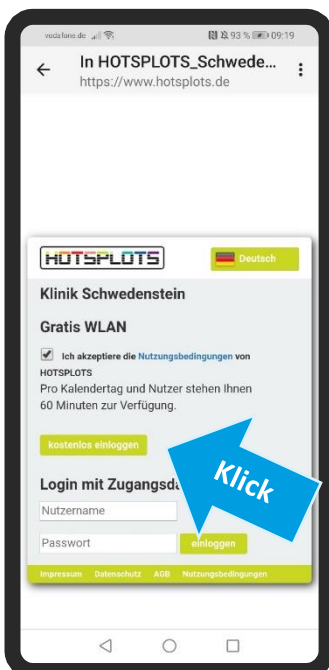 vodafone.de 93 % 09:19
In HOTSPLOTS_Schwede...
https://www.hotsplots.de
HOTSPLOTS
Deutsch
Klinik Schwedenstein
Gratis WLAN
Ich akzeptiere die Nutzungsbedingungen von
HOTSPLOTS
Pro Kalendertag und Nutzer stehen Ihnen
60 Minuten zur Verfügung.
kostenlos einloggen
Klick
Login mit Zugangsda
Nutzername
Passwort
einloggen
Impressum Datenschutz AGB Nutzungsbedingungen